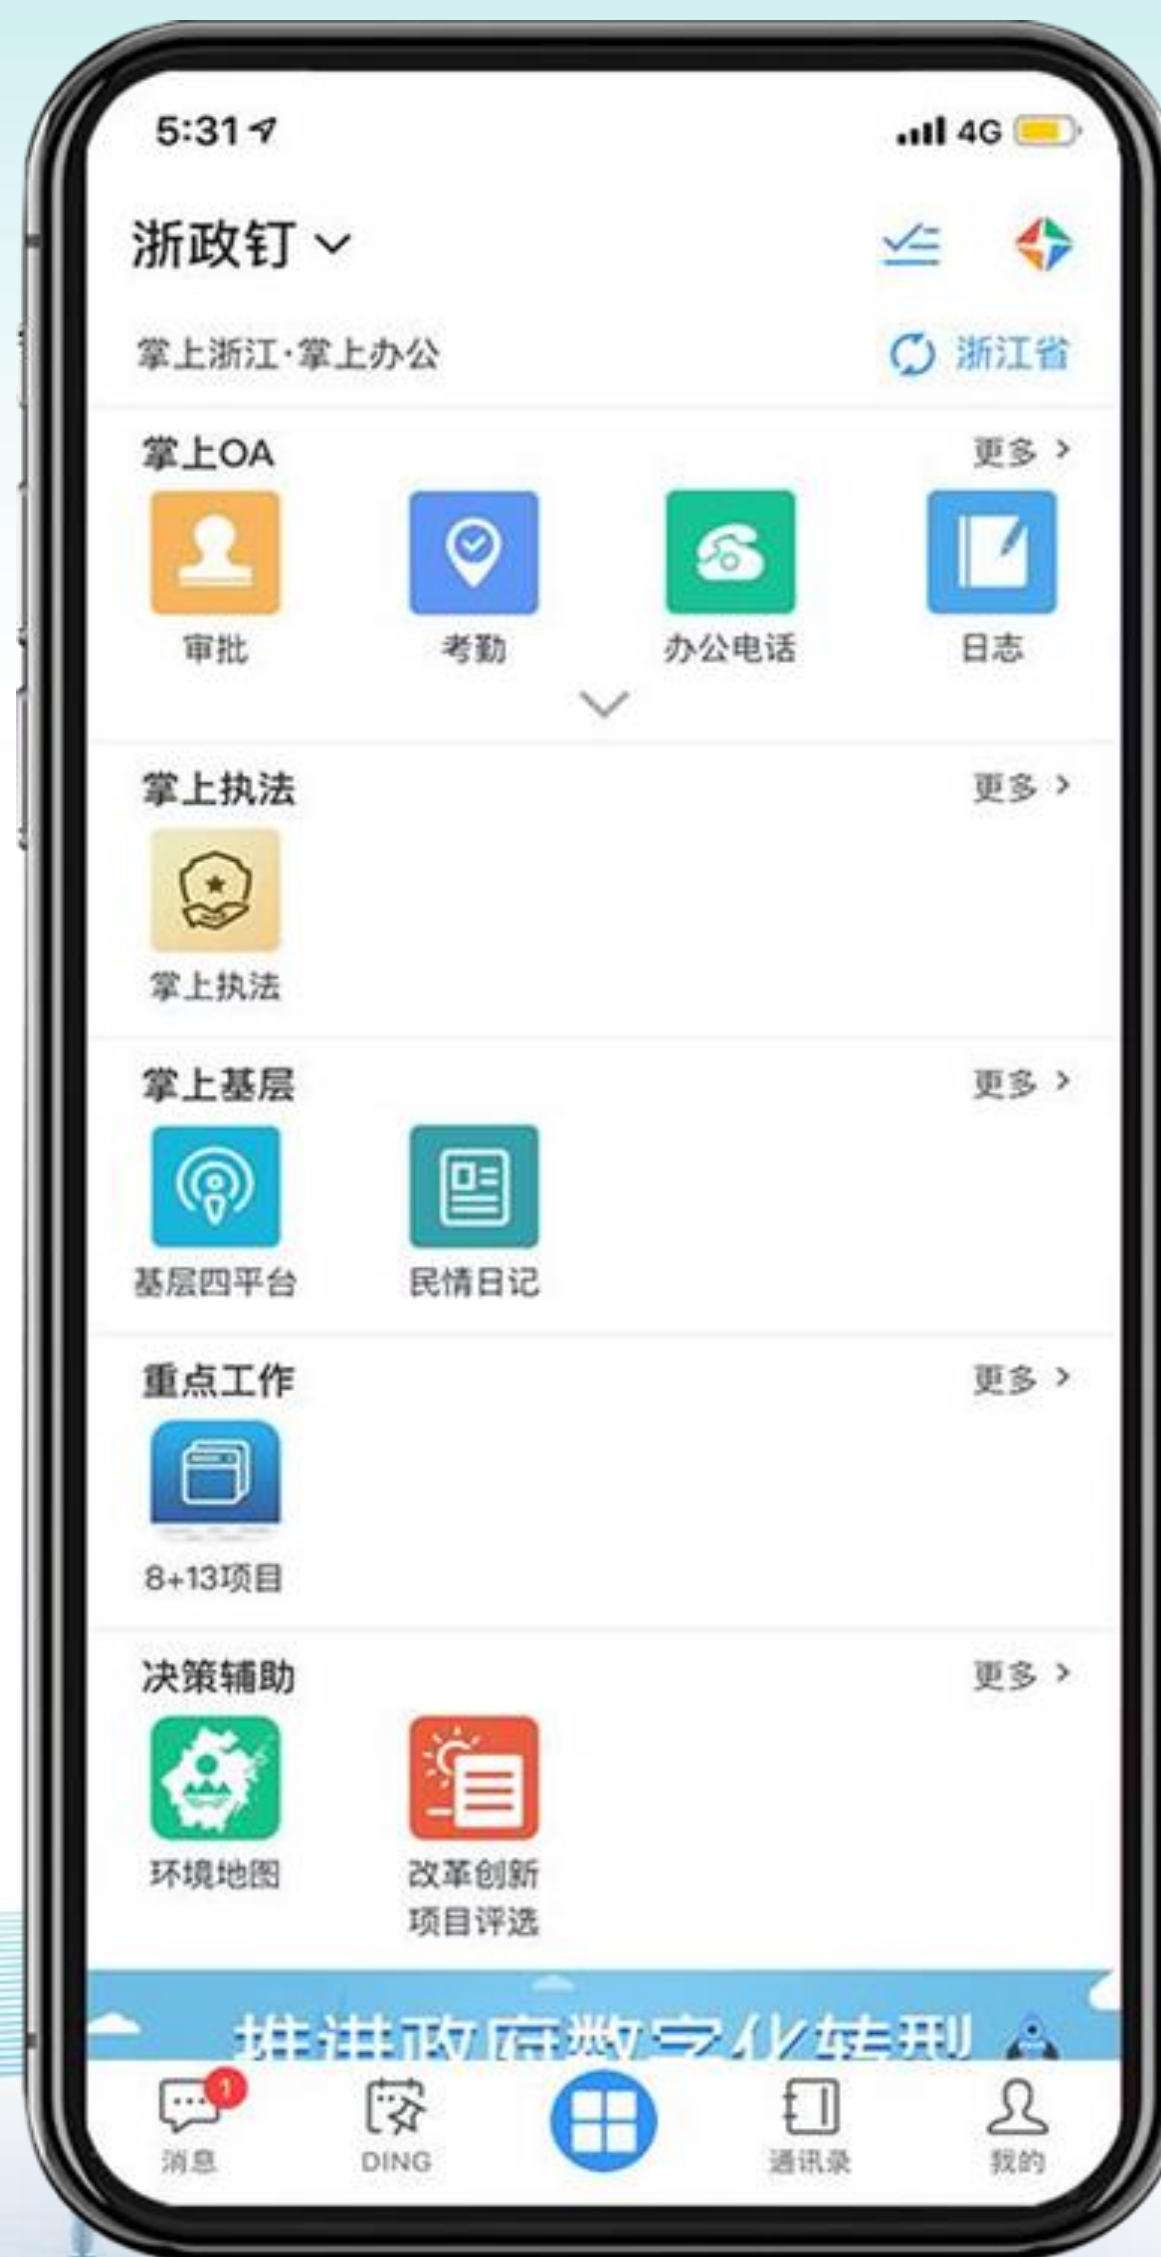 5:31
4G
浙政钉
掌上浙江·掌上办公
浙江省
掌上OA
更多
审批
考勤
办公电话
日志
掌上执法
更多
掌上执法
掌上基层
更多
基层四平台
民情日记
重点工作
更多
8+13项目
决策辅助
更多
环境地图
改革创新
项目评选
推进政府数字化转型
1
消息
DING
通讯录
我的